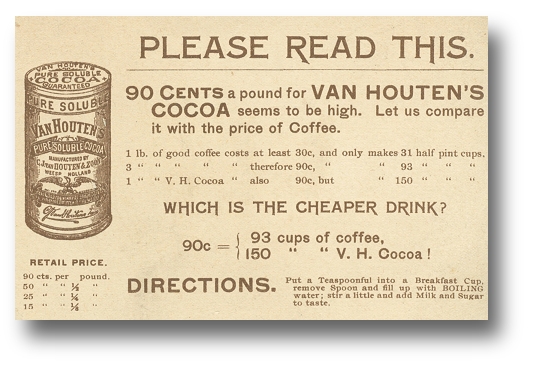 PLEASE READ THIS.
90 CENTS a pound for VAN HOUTEN'S
COCOA seems to be high. Let us compare
it with the price of Coffee.
1 lb. of good coffee costs at least 30c, and only makes 31 half pint cups.
3 " " " " " therefore 90c, " " 93 " " "
1 " " V. H. Cocoa " also 90c, but " 150 " " "
WHICH IS THE CHEAPER DRINK?
90c = { 93 cups of coffee,
150 " " V. H. Cocoa!
DIRECTIONS. Put a Teaspoonful into a Breakfast Cup,
remove Spoon and fill up with BOILING
water; stir a little and add Milk and Sugar
to taste.
VAN HOUTEN'S
PURE SOLUBLE
COCOA
GUARANTEED
PURE SOLUBLE
VAN HOUTEN'S
PURE SOLUBLE COCOA
MANUFACTURED BY
C.J. VAN HOUTEN & ZOON
WEESP HOLLAND
RETAIL PRICE.
90 cts. per pound.
50 " " ½ "
25 " " ¼ "
15 " " ⅛ "